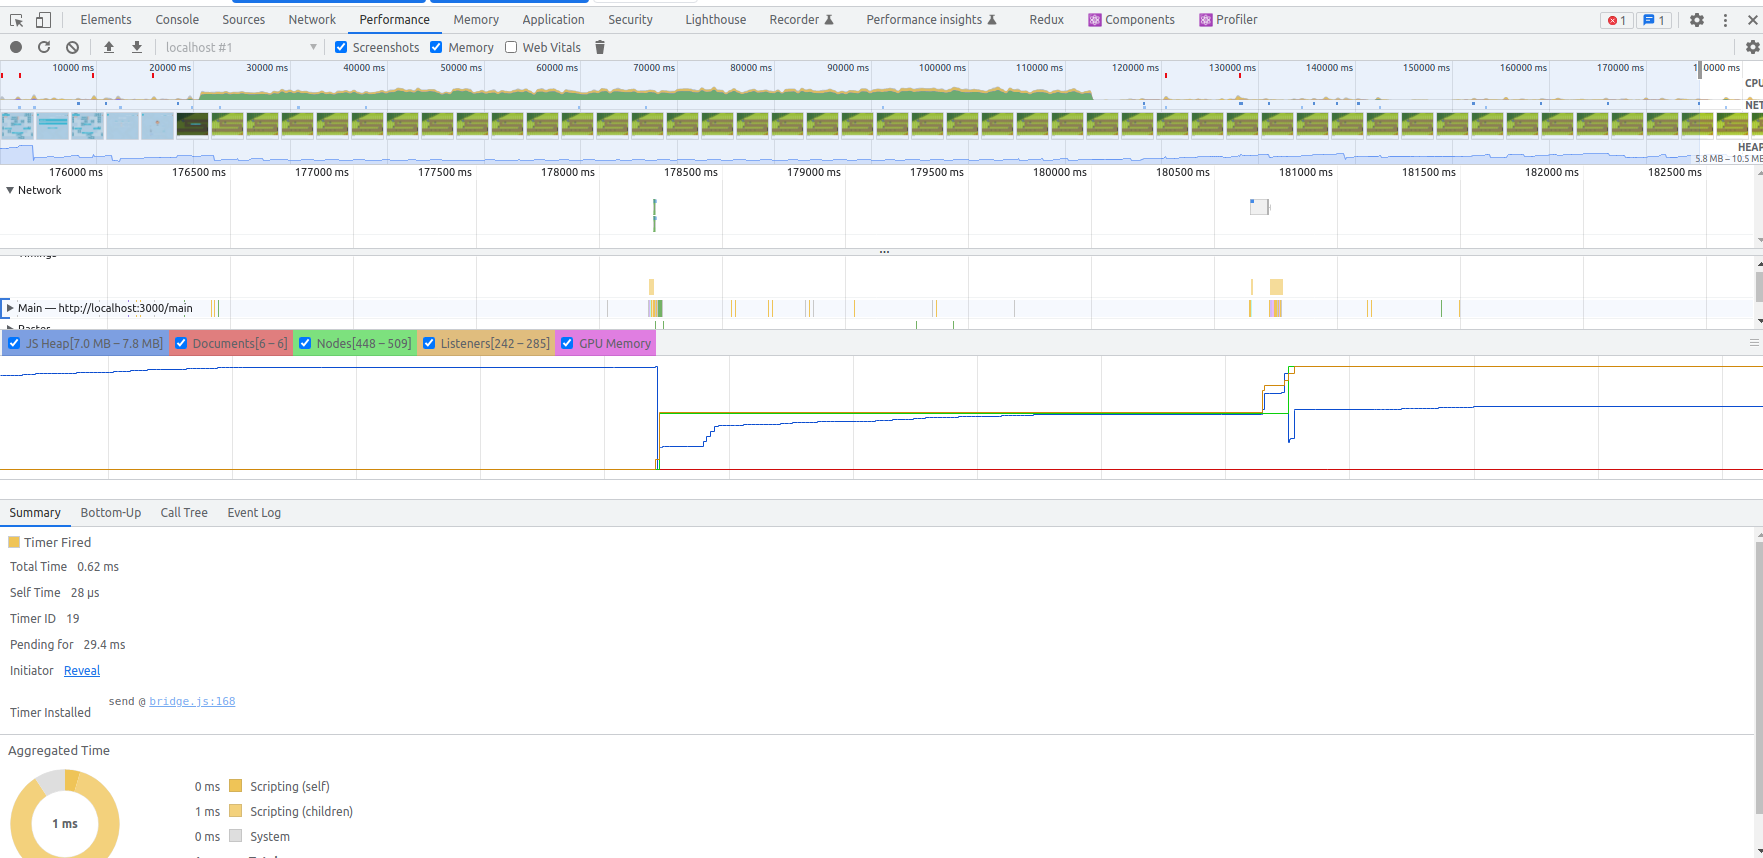 Elements Console Sources Network Performance Memory Application Security Lighthouse Recorder Performance insights Redux Components Profiler 1 1
localhost #1 Screenshots Memory Web Vitals
10000 ms 20000 ms 30000 ms 40000 ms 50000 ms 60000 ms 70000 ms 80000 ms 90000 ms 100000 ms 110000 ms 120000 ms 130000 ms 140000 ms 150000 ms 160000 ms 170000 ms 0000 ms
CPU
NET
HEAP
5.8 MB – 10.5 MB
176000 ms 176500 ms 177000 ms 177500 ms 178000 ms 178500 ms 179000 ms 179500 ms 180000 ms 180500 ms 181000 ms 181500 ms 182000 ms 182500 ms
Network
Timings
Main — http://localhost:3000/main
Raster
JS Heap[7.0 MB – 7.8 MB] Documents[6 – 6] Nodes[448 – 509] Listeners[242 – 285] GPU Memory
Summary Bottom-Up Call Tree Event Log
Timer Fired
Total Time 0.62 ms
Self Time 28 μs
Timer ID 19
Pending for 29.4 ms
Initiator Reveal
send @ bridge.js:168
Timer Installed
Aggregated Time
0 ms Scripting (self)
1 ms Scripting (children)
1 ms
0 ms System